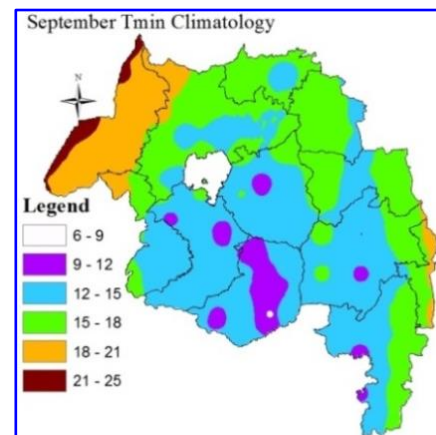 September Tmin Climatology
N
Legend
6 - 9
9 - 12
12 - 15
15 - 18
18 - 21
21 - 25